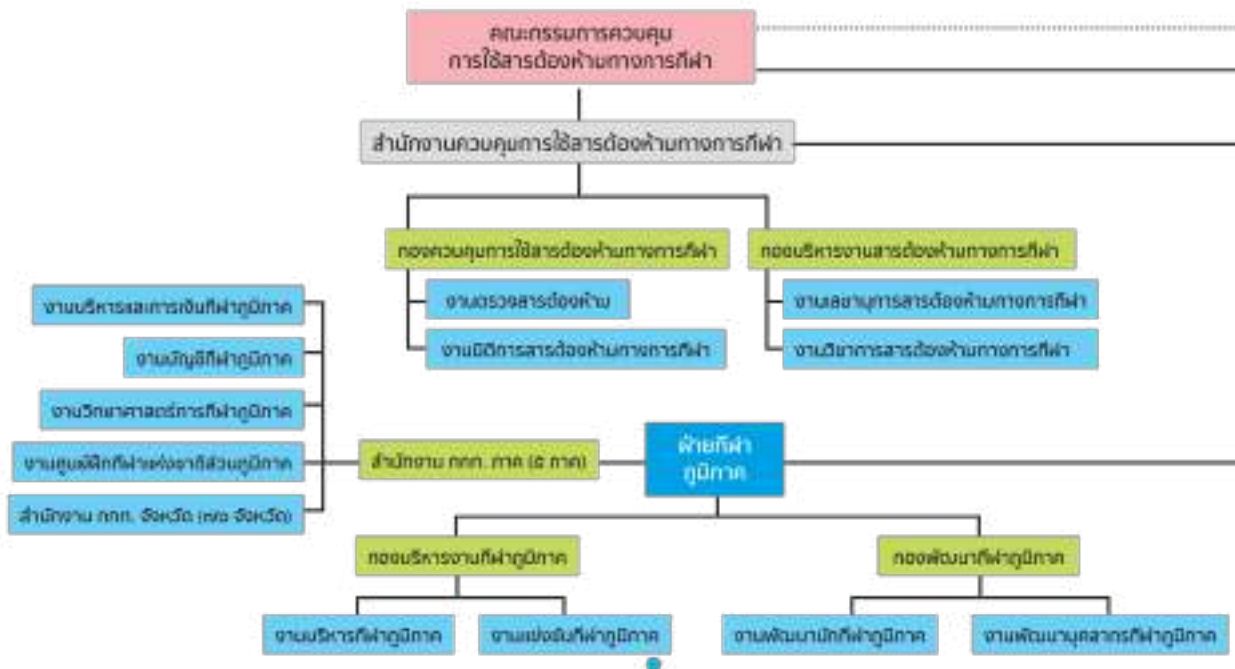 คณะกรรมการควบคุม
การใช้สารต้องห้ามทางการกีฬา
สำนักงานควบคุมการใช้สารต้องห้ามทางการกีฬา
กองควบคุมการใช้สารต้องห้ามทางการกีฬา
กองบริหารงานสารต้องห้ามทางการกีฬา
งานตรวจสารต้องห้าม
งานเลขานุการสารต้องห้ามทางการกีฬา
งานนิติการสารต้องห้ามทางการกีฬา
งานวิชาการสารต้องห้ามทางการกีฬา
งานบริหารและการเงินกีฬาภูมิภาค
งานบัญชีกีฬาภูมิภาค
งานวิทยาศาสตร์การกีฬาภูมิภาค
งานศูนย์ฝึกกีฬาแห่งชาติส่วนภูมิภาค
สำนักงาน กกท. จังหวัด (๗๖ จังหวัด)
สำนักงาน กกท. ภาค (๕ ภาค)
ฝ่ายกีฬา
ภูมิภาค
กองบริหารงานกีฬาภูมิภาค
กองพัฒนากีฬาภูมิภาค
งานบริหารกีฬาภูมิภาค
งานแข่งขันกีฬาภูมิภาค
งานพัฒนานักกีฬาภูมิภาค
งานพัฒนาบุคลากรกีฬาภูมิภาค